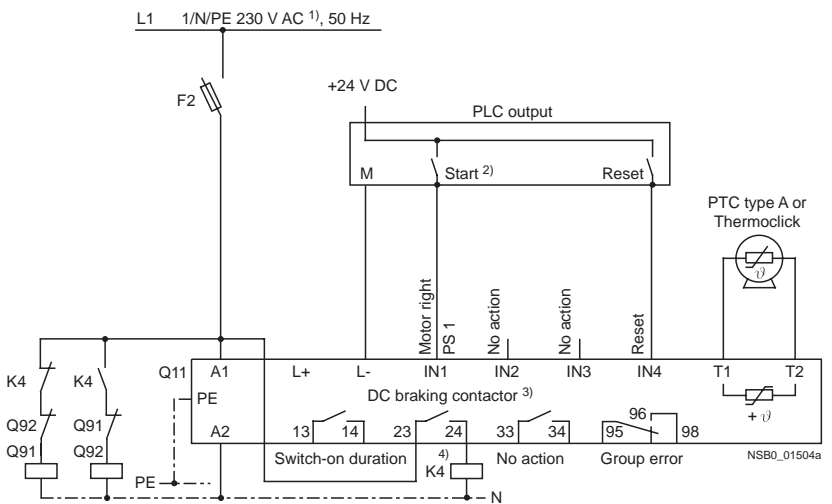 L1 1/N/PE 230 V AC 1), 50 Hz
F2
+24 V DC
PLC output
M Start 2) Reset
PTC type A or
Thermoclick
ϑ
Motor right
PS 1
No action
No action
Reset
Q11 A1 L+ L- IN1 IN2 IN3 IN4 T1 T2
K4 K4
PE
DC braking contactor 3)
+ ϑ
Q92 Q91
A2 13 14 23 24 33 34 95 96 98
Q91 Q92
Switch-on duration 4) No action Group error NSB0_01504a
K4
PE N